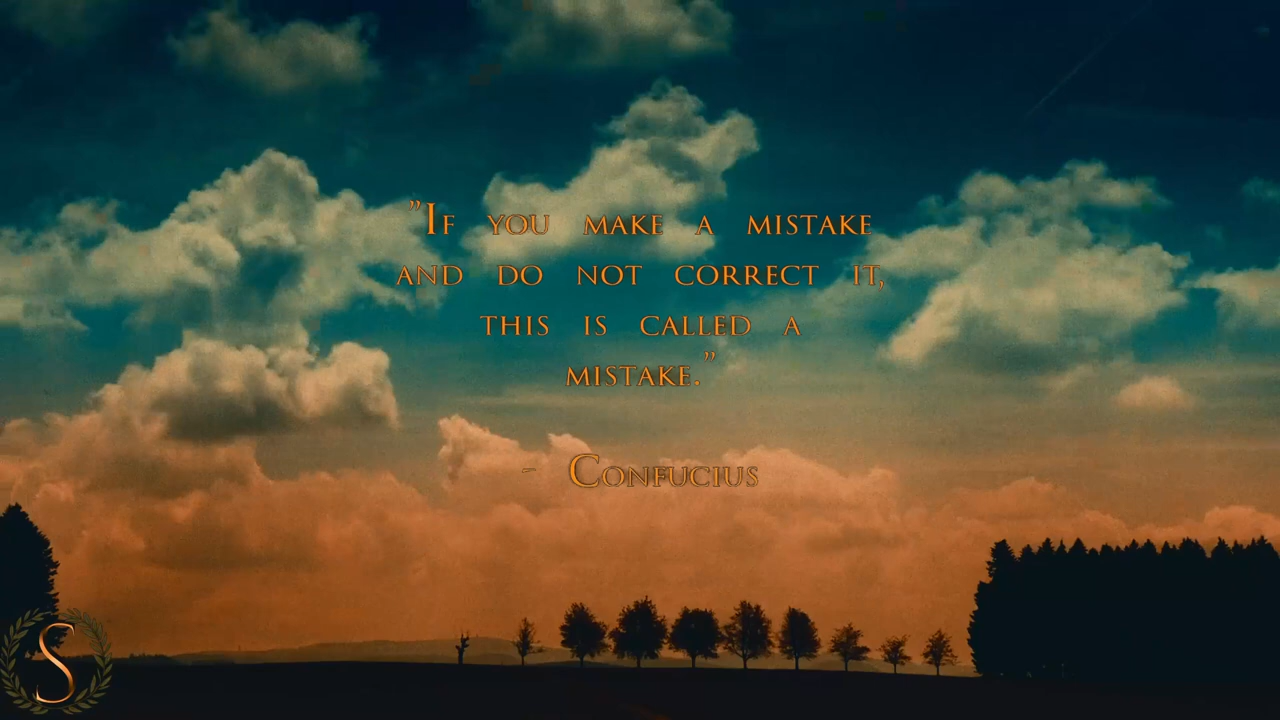 "If you make a mistake
and do not correct it,
this is called a
mistake."
- Confucius
S